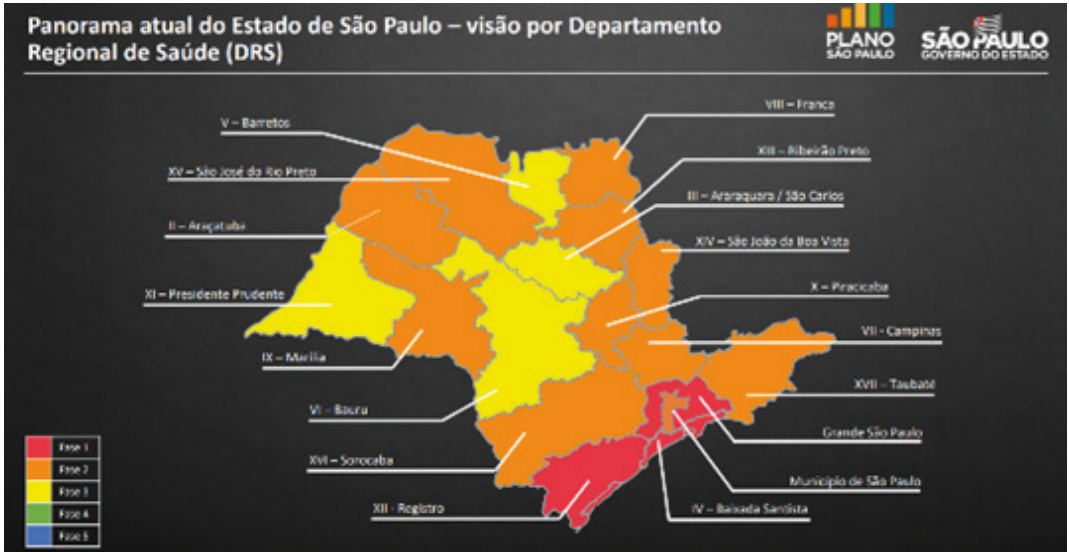 Panorama atual do Estado de São Paulo – visão por Departamento
Regional de Saúde (DRS)
PLANO
SÃO PAULO
SÃO PAULO
GOVERNO DO ESTADO
VIII – Franca
V – Barretos
XIII – Ribeirão Preto
XV – São José do Rio Preto
III – Araraquara / São Carlos
II – Araçatuba
XIV – São João da Boa Vista
XI – Presidente Prudente
X – Piracicaba
VII - Campinas
IX – Marília
XVII – Taubaté
VI – Bauru
Grande São Paulo
XVI – Sorocaba
Município de São Paulo
XII - Registro
IV – Baixada Santista
Fase 1
Fase 2
Fase 3
Fase 4
Fase 5